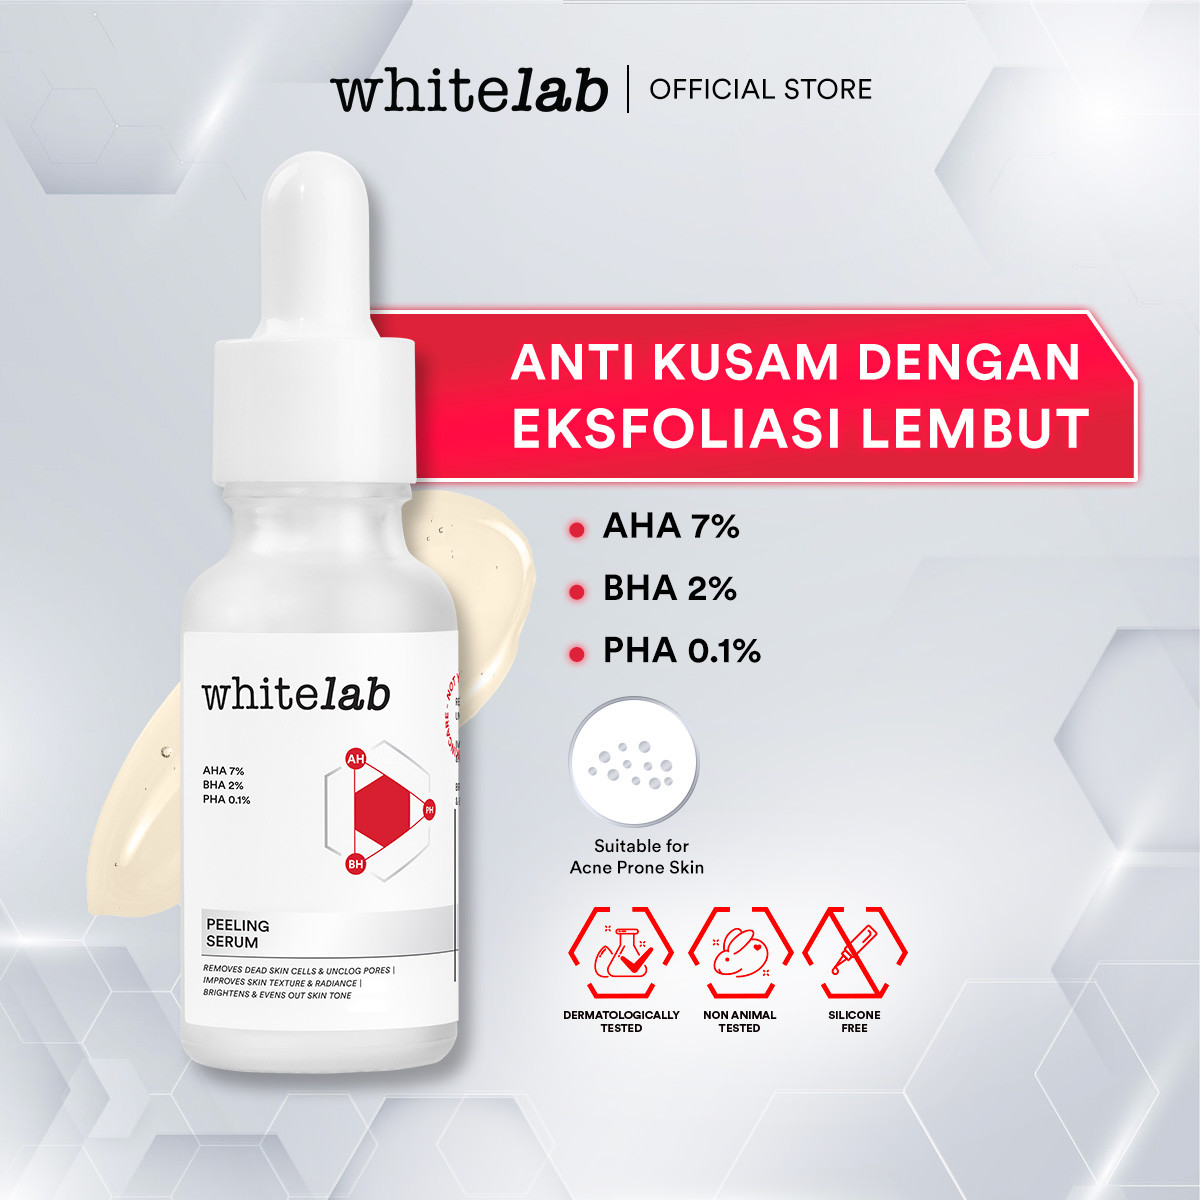 whitelab | OFFICIAL STORE
ANTI KUSAM DENGAN
EKSFOLIASI LEMBUT
AHA 7%
BHA 2%
PHA 0.1%
Suitable for
Acne Prone Skin
DERMATOLOGICALLY
TESTED
NON ANIMAL
TESTED
SILICONE
FREE
whitelab
AHA 7%
BHA 2%
PHA 0.1%
AH
PH
BH
PEELING
SERUM
REMOVES DEAD SKIN CELLS & UNCLOG PORES |
IMPROVES SKIN TEXTURE & RADIANCE |
BRIGHTENS & EVENS OUT SKIN TONE